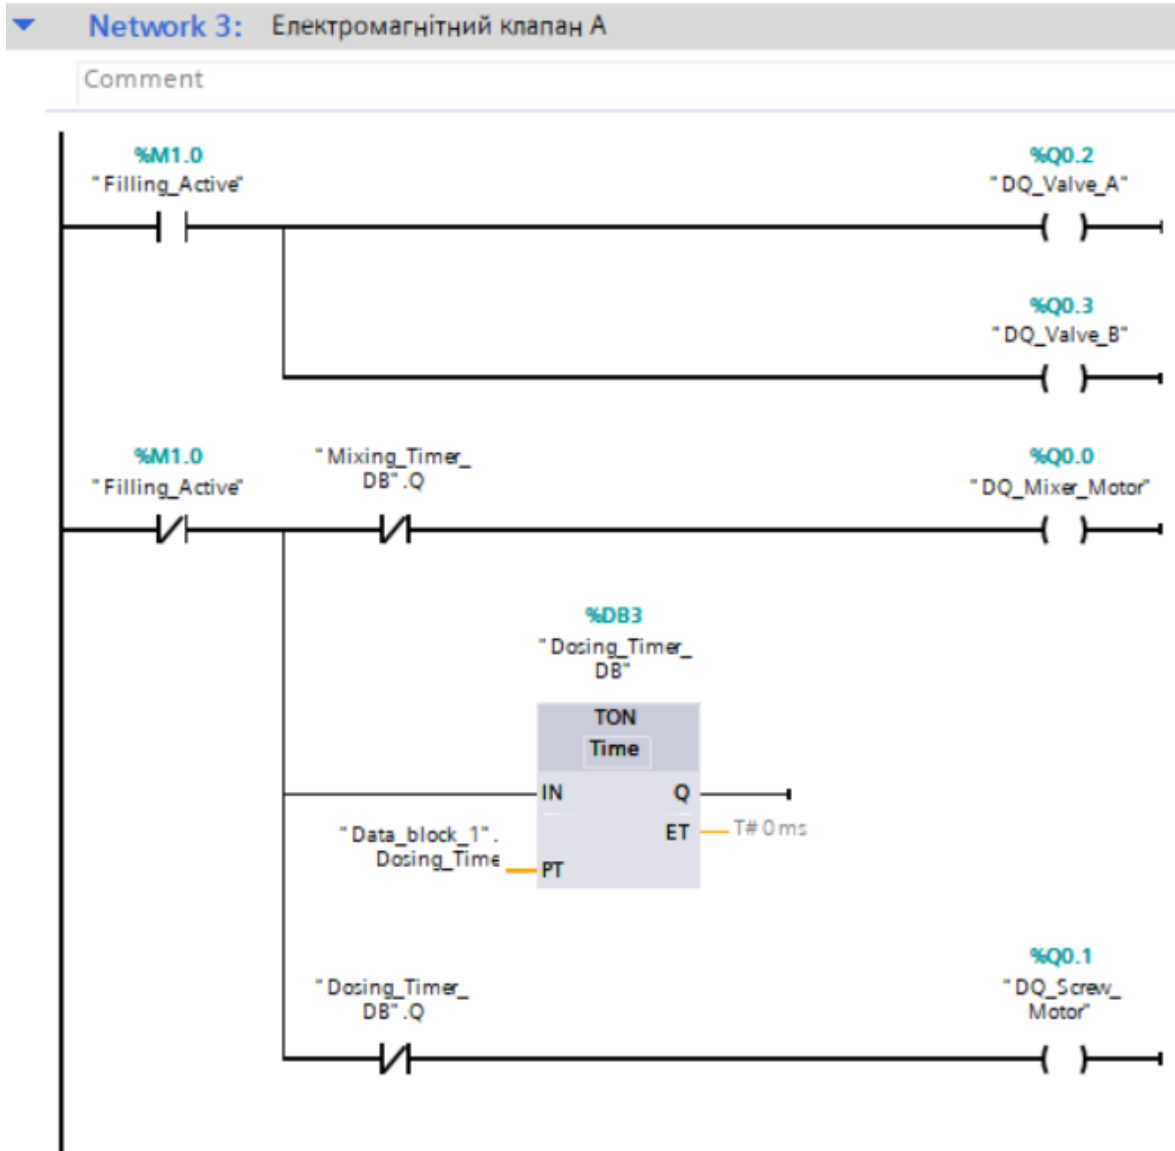 Network 3: Електромагнітний клапан А
Comment
%M1.0
"Filling_Active"
%Q0.2
"DQ_Valve_A"
%Q0.3
"DQ_Valve_B"
%M1.0
"Filling_Active"
"Mixing_Timer_
DB".Q
%Q0.0
"DQ_Mixer_Motor"
%DB3
"Dosing_Timer_
DB"
TON
Time
IN
Q
"Data_block_1".
Dosing_Time
PT
ET
T#0ms
"Dosing_Timer_
DB".Q
%Q0.1
"DQ_Screw_
Motor"